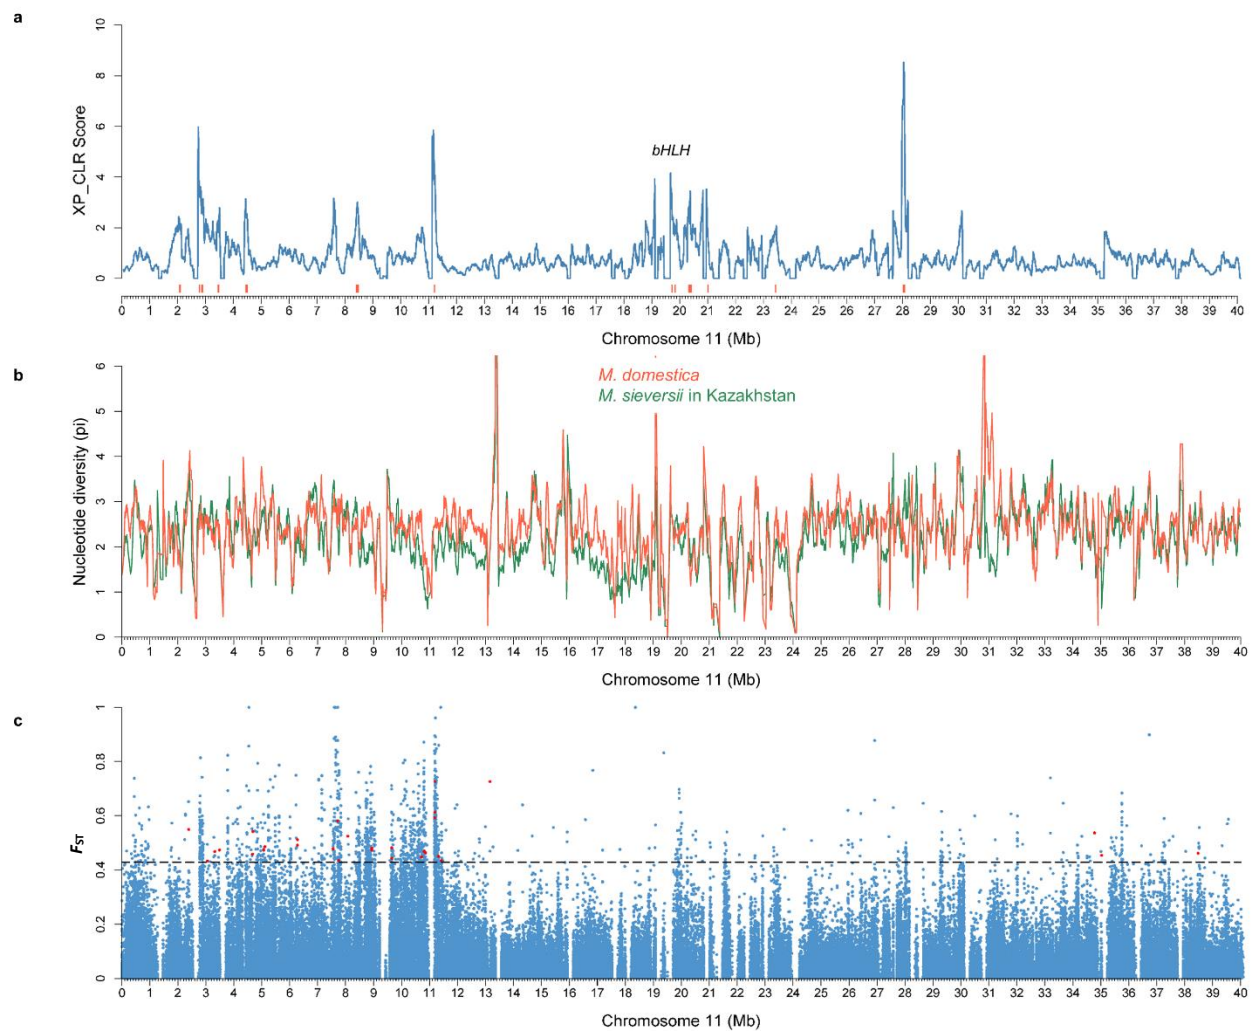 a
XP_CLR Score
10
8
6
4
2
0
bHLH
0 1 2 3 4 5 6 7 8 9 10 11 12 13 14 15 16 17 18 19 20 21 22 23 24 25 26 27 28 29 30 31 32 33 34 35 36 37 38 39 40
Chromosome 11 (Mb)
b
Nucleotide diversity (pi)
6
5
4
3
2
1
0
M. domestica
M. sieversii in Kazakhstan
0 1 2 3 4 5 6 7 8 9 10 11 12 13 14 15 16 17 18 19 20 21 22 23 24 25 26 27 28 29 30 31 32 33 34 35 36 37 38 39 40
Chromosome 11 (Mb)
c
FST
1
0.8
0.6
0.4
0.2
0
0 1 2 3 4 5 6 7 8 9 10 11 12 13 14 15 16 17 18 19 20 21 22 23 24 25 26 27 28 29 30 31 32 33 34 35 36 37 38 39 40
Chromosome 11 (Mb)